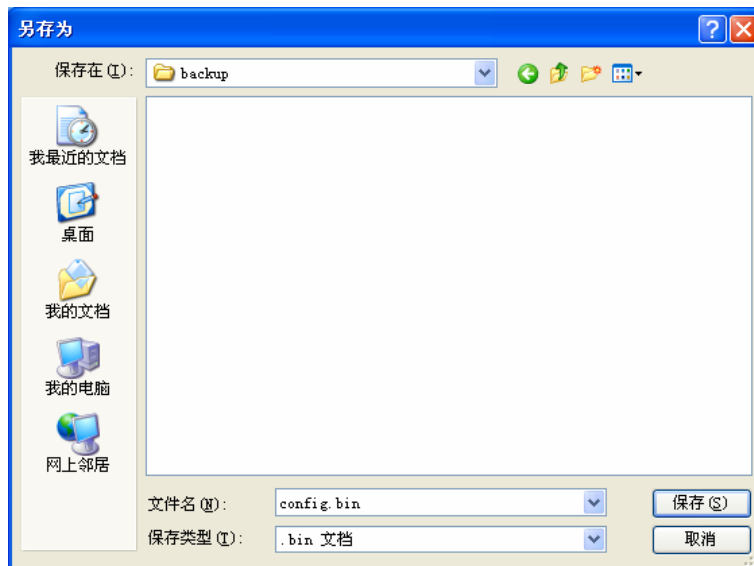 另存为
保存在(I):
backup
我最近的文档
桌面
我的文档
我的电脑
网上邻居
文件名(N):
config.bin
保存(S)
保存类型(T):
.bin 文档
取消